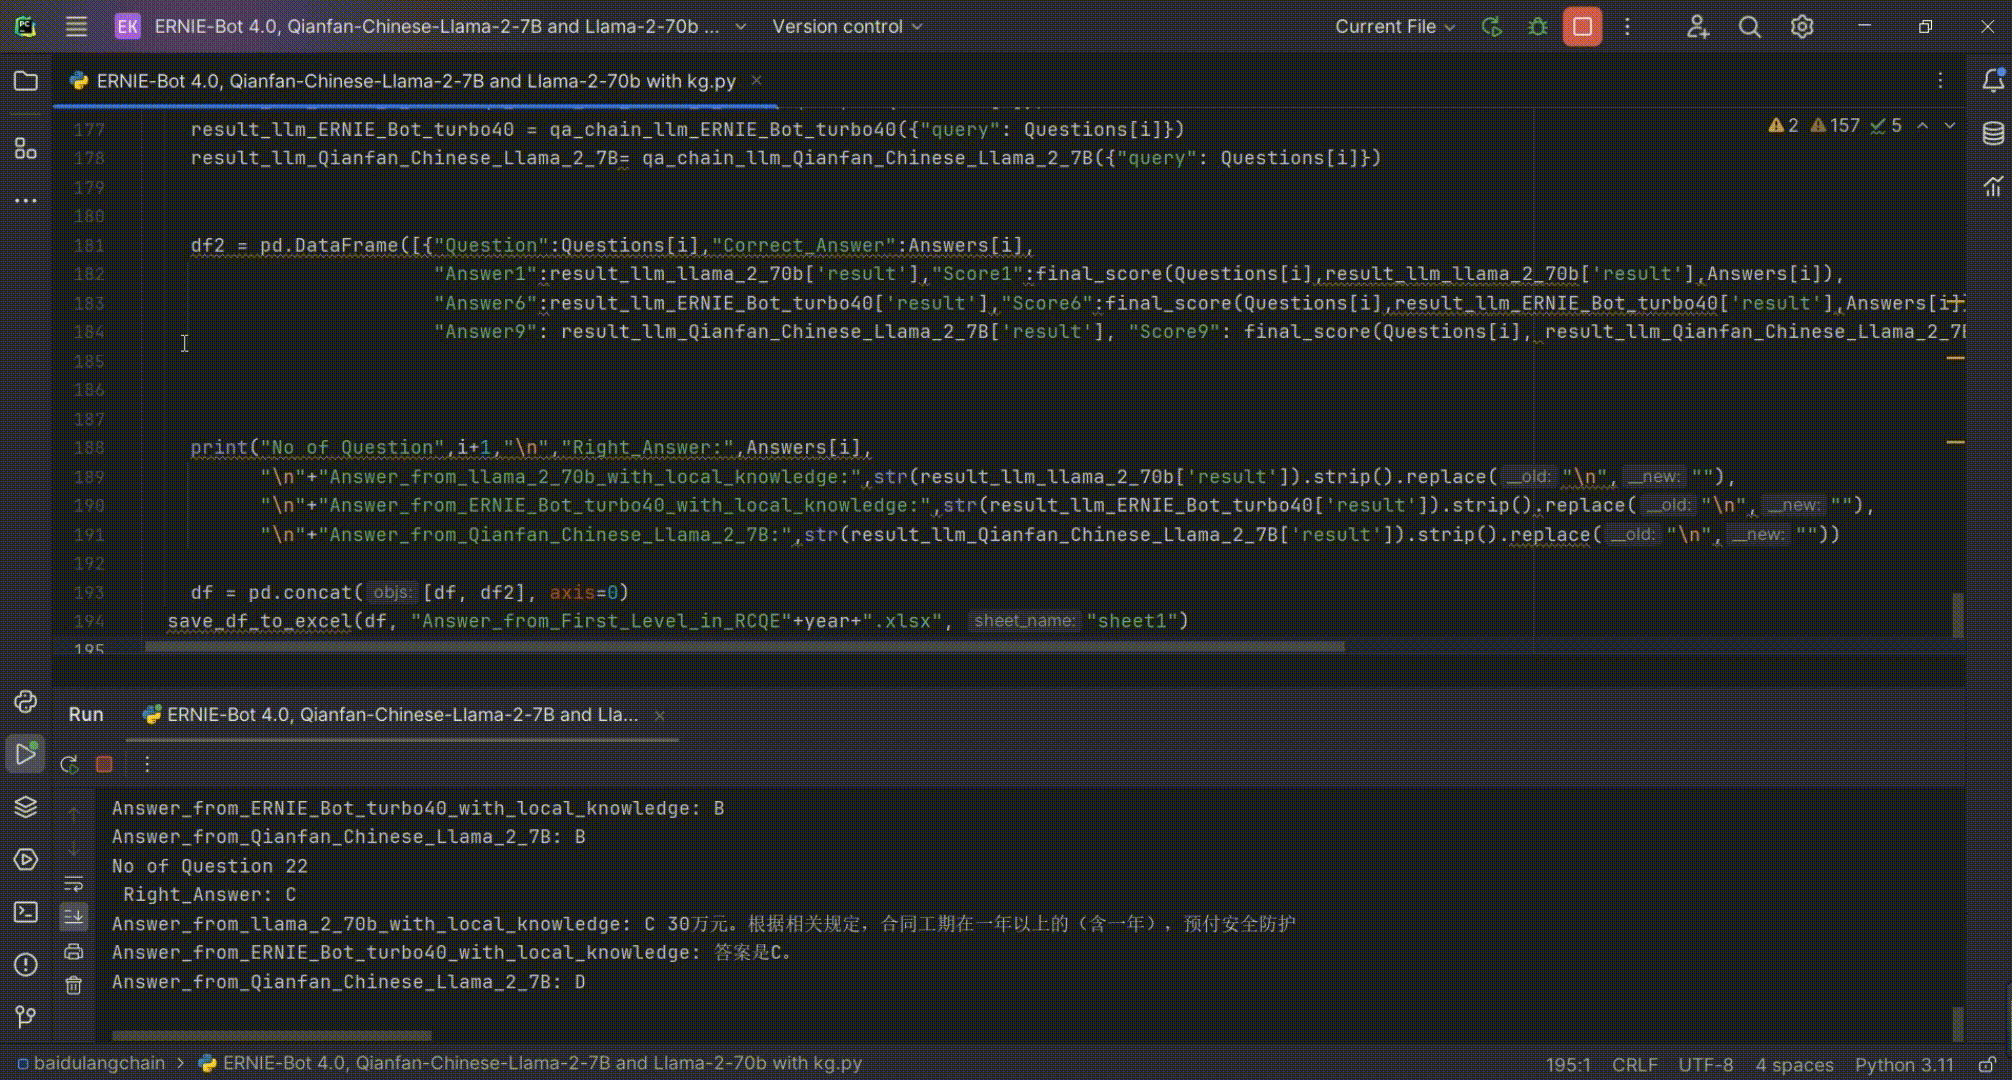 EK ERNIE-Bot 4.0, Qianfan-Chinese-Llama-2-7B and Llama-2-70b ... Version control Current File
ERNIE-Bot 4.0, Qianfan-Chinese-Llama-2-7B and Llama-2-70b with kg.py
2 157 5
177 result_llm_ERNIE_Bot_turbo40 = qa_chain_llm_ERNIE_Bot_turbo40({"query": Questions[i]})
178 result_llm_Qianfan_Chinese_Llama_2_7B= qa_chain_llm_Qianfan_Chinese_Llama_2_7B({"query": Questions[i]})
179
180
181 df2 = pd.DataFrame([{"Question":Questions[i],"Correct_Answer":Answers[i],
182 "Answer1":result_llm_llama_2_70b['result'],"Score1":final_score(Questions[i],result_llm_llama_2_70b['result'],Answers[i]),
183 "Answer6":result_llm_ERNIE_Bot_turbo40['result'],"Score6":final_score(Questions[i],result_llm_ERNIE_Bot_turbo40['result'],Answers[i]
184 "Answer9": result_llm_Qianfan_Chinese_Llama_2_7B['result'], "Score9": final_score(Questions[i], result_llm_Qianfan_Chinese_Llama_2_7
185
186
187
188 print("No of Question",i+1,"\n","Right_Answer:",Answers[i],
189 "\n"+"Answer_from_llama_2_70b_with_local_knowledge:",str(result_llm_llama_2_70b['result']).strip().replace( __old: "\n", __new: ""),
190 "\n"+"Answer_from_ERNIE_Bot_turbo40_with_local_knowledge:",str(result_llm_ERNIE_Bot_turbo40['result']).strip().replace( __old: "\n", __new: ""),
191 "\n"+"Answer_from_Qianfan_Chinese_Llama_2_7B:",str(result_llm_Qianfan_Chinese_Llama_2_7B['result']).strip().replace( __old: "\n", __new: ""))
192
193 df = pd.concat( objs: [df, df2], axis=0)
194 save_df_to_excel(df, "Answer_from_First_Level_in_RCQE"+year+".xlsx", sheet_name: "sheet1")
195
Run ERNIE-Bot 4.0, Qianfan-Chinese-Llama-2-7B and Lla...
Answer_from_ERNIE_Bot_turbo40_with_local_knowledge: B
Answer_from_Qianfan_Chinese_Llama_2_7B: B
No of Question 22
Right_Answer: C
Answer_from_llama_2_70b_with_local_knowledge: C 30万元。根据相关规定，合同工期在一年以上的（含一年），预付安全防护
Answer_from_ERNIE_Bot_turbo40_with_local_knowledge: 答案是C。
Answer_from_Qianfan_Chinese_Llama_2_7B: D
baidulangchain > ERNIE-Bot 4.0, Qianfan-Chinese-Llama-2-7B and Llama-2-70b with kg.py 195:1 CRLF UTF-8 4 spaces Python 3.11